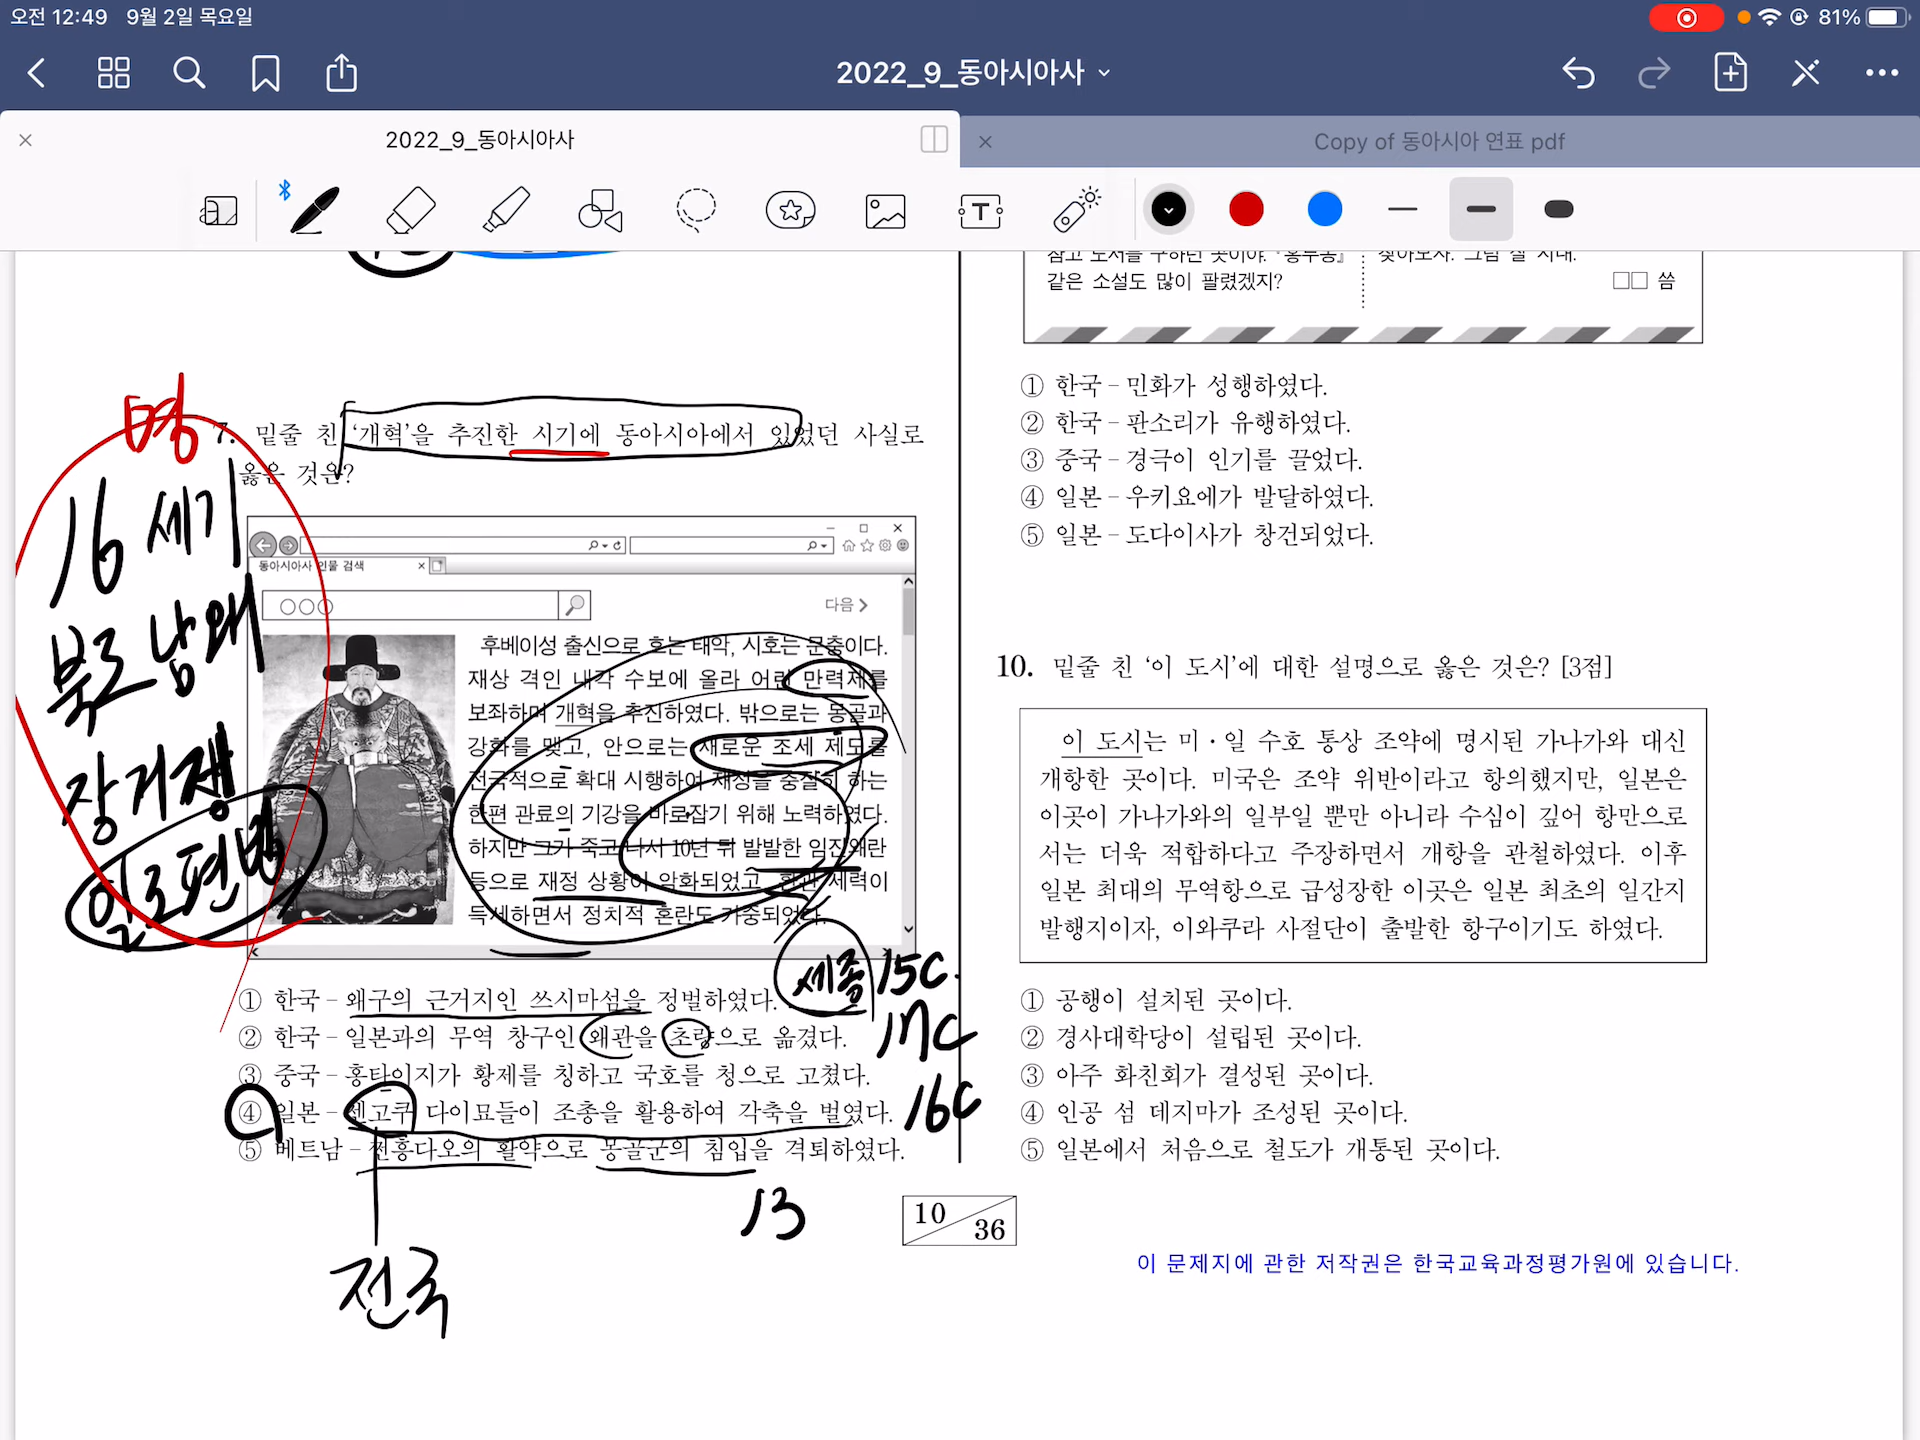 오전 12:49 9월 2일 목요일
81%
2022_9_동아시아사
2022_9_동아시아사
Copy of 동아시아 연표 pdf
명
16세기
북로남왜
장거정
일조편법
7. 밑줄 친 '개혁'을 추진한 시기에 동아시아에서 있었던 사실로
옳은 것은?
동아시아사 인물 검색
○○○
다음
후베이성 출신으로 호는 태악, 시호는 문충이다.
재상 격인 내각 수보에 올라 어린 만력제를
보좌하며 개혁을 추진하였다. 밖으로는 몽골과
강화를 맺고, 안으로는 새로운 조세 제도를
전국적으로 확대 시행하여 재정을 충실히 하는
한편 관료의 기강을 바로잡기 위해 노력하였다.
하지만 그가 죽고 나서 10년 뒤 발발한 임진왜란
등으로 재정 상황이 악화되었고, 환관 세력이
득세하면서 정치적 혼란도 가중되었다.
① 한국 – 왜구의 근거지인 쓰시마섬을 정벌하였다.
세종 15C.
② 한국 – 일본과의 무역 창구인 왜관을 초량으로 옮겼다.
17C
③ 중국 – 홍타이지가 황제를 칭하고 국호를 청으로 고쳤다.
④ 일본 – 센고쿠 다이묘들이 조총을 활용하여 각축을 벌였다.
16C
⑤ 베트남 – 쩐흥다오의 활약으로 몽골군의 침입을 격퇴하였다.
13
전국
참고 도서를 구하던 곳이야. 『흥부전』
같은 소설도 많이 팔렸겠지?
찾아보자. 그럼 잘 지내.
□□ 씀
① 한국 – 민화가 성행하였다.
② 한국 – 판소리가 유행하였다.
③ 중국 – 경극이 인기를 끌었다.
④ 일본 – 우키요에가 발달하였다.
⑤ 일본 – 도다이사가 창건되었다.
10. 밑줄 친 '이 도시'에 대한 설명으로 옳은 것은? [3점]
이 도시는 미·일 수호 통상 조약에 명시된 가나가와 대신
개항한 곳이다. 미국은 조약 위반이라고 항의했지만, 일본은
이곳이 가나가와의 일부일 뿐만 아니라 수심이 깊어 항만으로
서는 더욱 적합하다고 주장하면서 개항을 관철하였다. 이후
일본 최대의 무역항으로 급성장한 이곳은 일본 최초의 일간지
발행지이자, 이와쿠라 사절단이 출발한 항구이기도 하였다.
① 공행이 설치된 곳이다.
② 경사대학당이 설립된 곳이다.
③ 아주 화친회가 결성된 곳이다.
④ 인공 섬 데지마가 조성된 곳이다.
⑤ 일본에서 처음으로 철도가 개통된 곳이다.
10 36
이 문제지에 관한 저작권은 한국교육과정평가원에 있습니다.